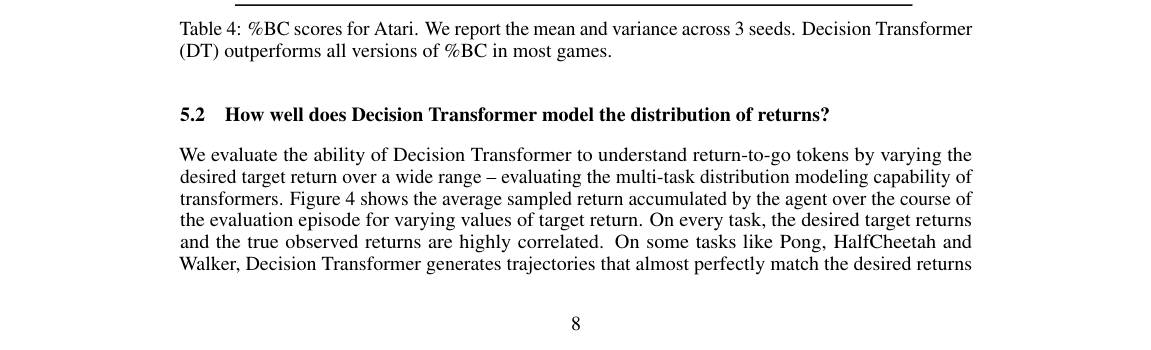 Table 4: %BC scores for Atari. We report the mean and variance across 3 seeds. Decision Transformer
(DT) outperforms all versions of %BC in most games.
5.2 How well does Decision Transformer model the distribution of returns?
We evaluate the ability of Decision Transformer to understand return-to-go tokens by varying the
desired target return over a wide range – evaluating the multi-task distribution modeling capability of
transformers. Figure 4 shows the average sampled return accumulated by the agent over the course of
the evaluation episode for varying values of target return. On every task, the desired target returns
and the true observed returns are highly correlated. On some tasks like Pong, HalfCheetah and
Walker, Decision Transformer generates trajectories that almost perfectly match the desired returns
8